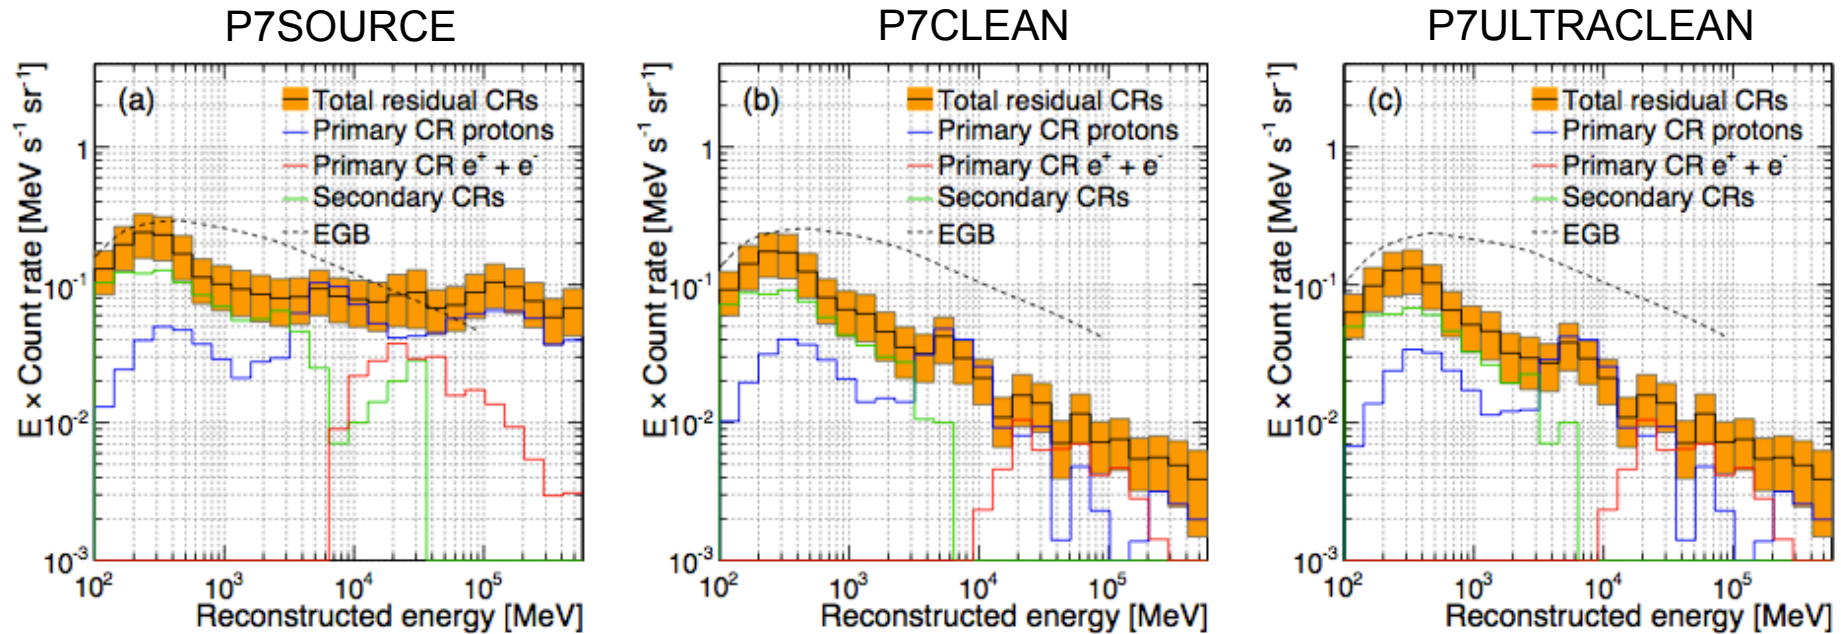 P7SOURCE
E × Count rate [MeV s⁻¹ sr⁻¹]
(a)
Total residual CRs
Primary CR protons
Primary CR e⁺ + e⁻
Secondary CRs
EGB
1
10⁻¹
10⁻²
10⁻³
10² 10³ 10⁴ 10⁵
Reconstructed energy [MeV]
P7CLEAN
E × Count rate [MeV s⁻¹ sr⁻¹]
(b)
Total residual CRs
Primary CR protons
Primary CR e⁺ + e⁻
Secondary CRs
EGB
1
10⁻¹
10⁻²
10⁻³
10² 10³ 10⁴ 10⁵
Reconstructed energy [MeV]
P7ULTRACLEAN
E × Count rate [MeV s⁻¹ sr⁻¹]
(c)
Total residual CRs
Primary CR protons
Primary CR e⁺ + e⁻
Secondary CRs
EGB
1
10⁻¹
10⁻²
10⁻³
10² 10³ 10⁴ 10⁵
Reconstructed energy [MeV]